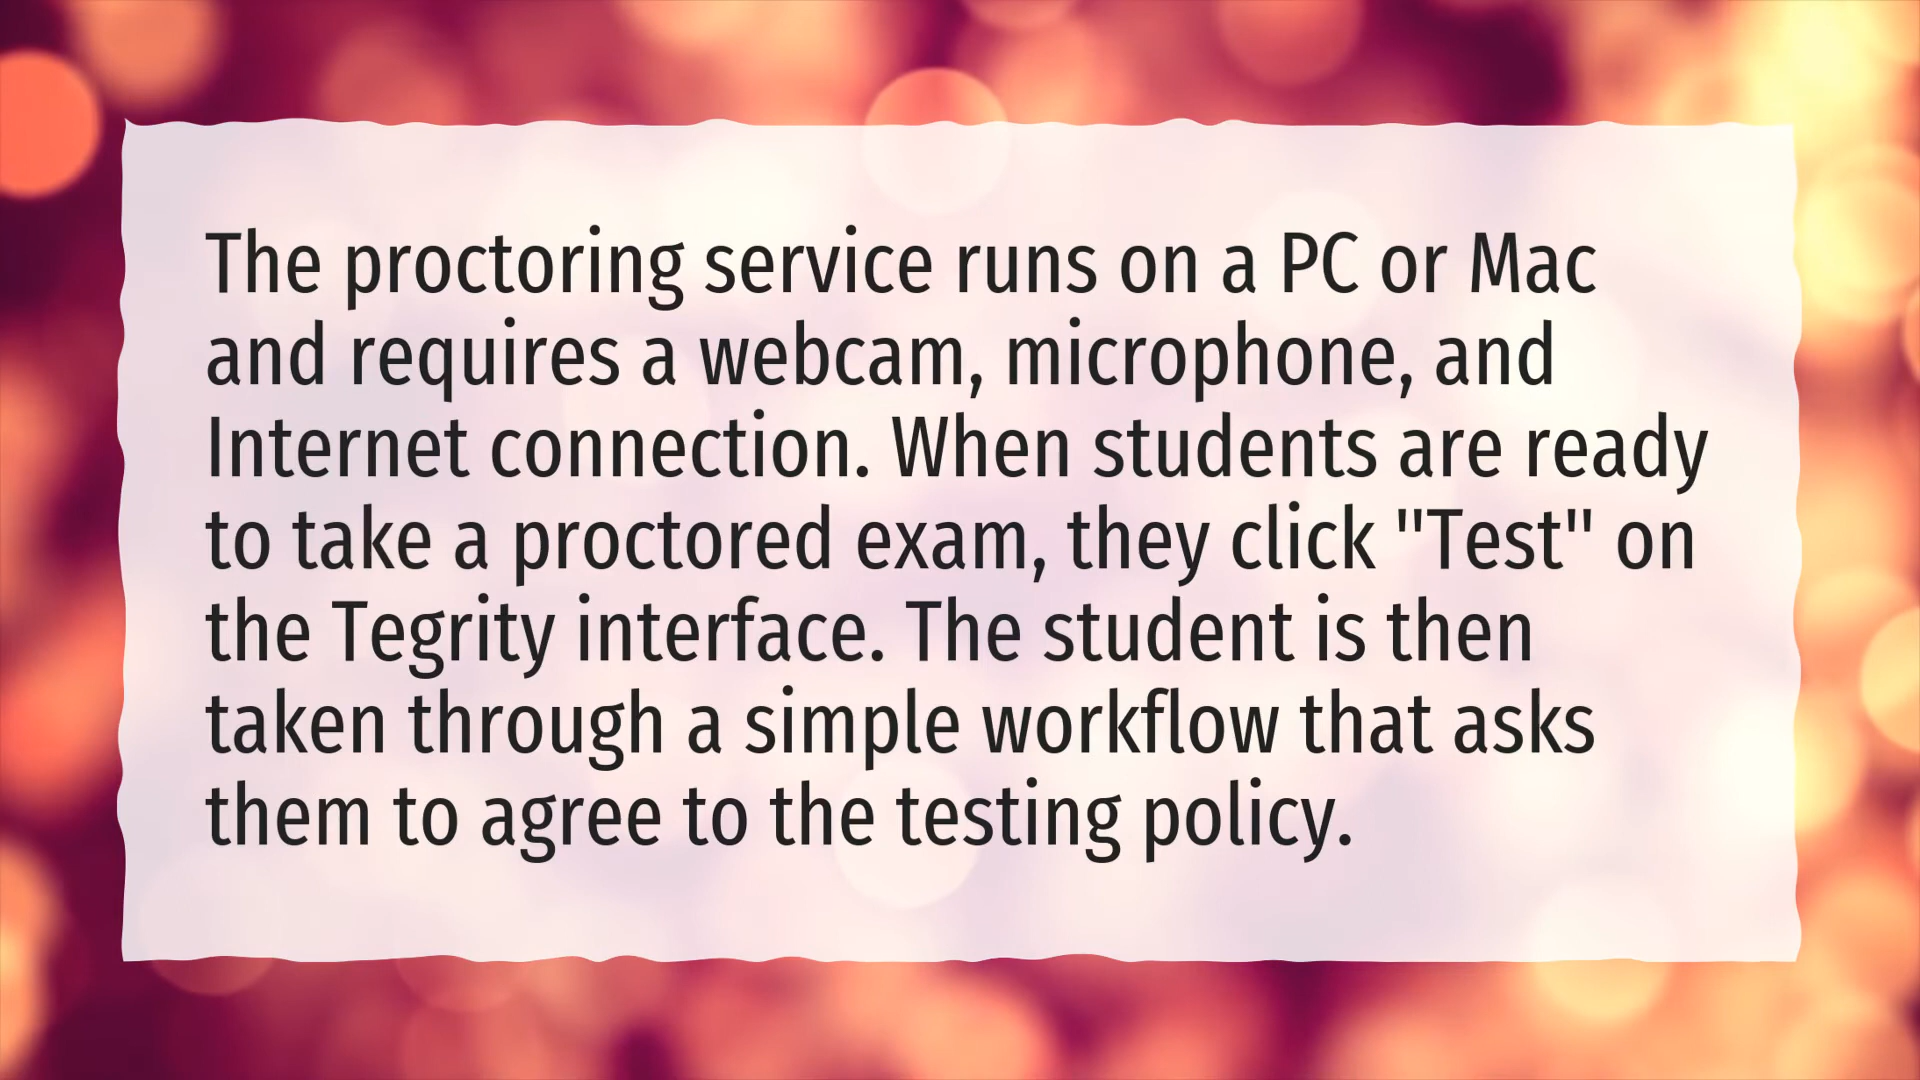 The proctoring service runs on a PC or Mac
and requires a webcam, microphone, and
Internet connection. When students are ready
to take a proctored exam, they click "Test" on
the Tegrity interface. The student is then
taken through a simple workflow that asks
them to agree to the testing policy.